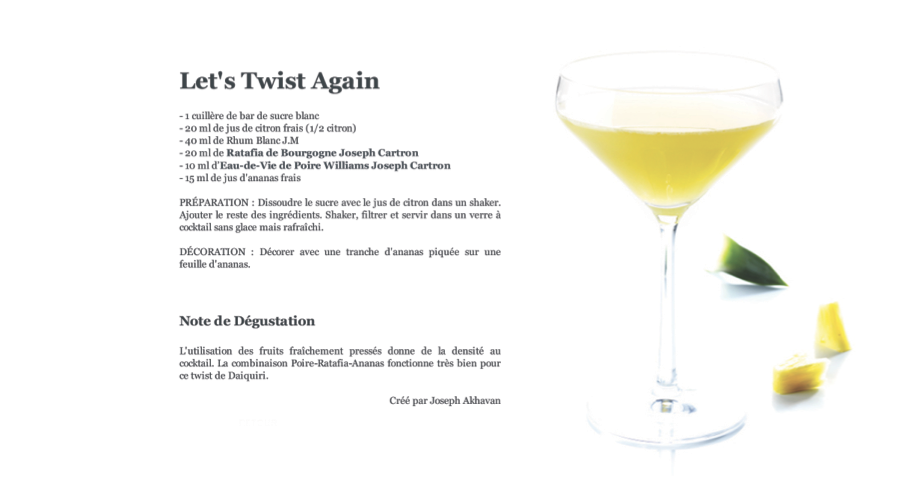 Let's Twist Again
- 1 cuillère de bar de sucre blanc
- 20 ml de jus de citron frais (1/2 citron)
- 40 ml de Rhum Blanc J.M
- 20 ml de Ratafia de Bourgogne Joseph Cartron
- 10 ml d'Eau-de-Vie de Poire Williams Joseph Cartron
- 15 ml de jus d'ananas frais
PRÉPARATION : Dissoudre le sucre avec le jus de citron dans un shaker.
Ajouter le reste des ingrédients. Shaker, filtrer et servir dans un verre à
cocktail sans glace mais rafraîchi.
DÉCORATION : Décorer avec une tranche d'ananas piquée sur une
feuille d'ananas.
Note de Dégustation
L'utilisation des fruits fraîchement pressés donne de la densité au
cocktail. La combinaison Poire-Ratafia-Ananas fonctionne très bien pour
ce twist de Daiquiri.
Créé par Joseph Akhavan